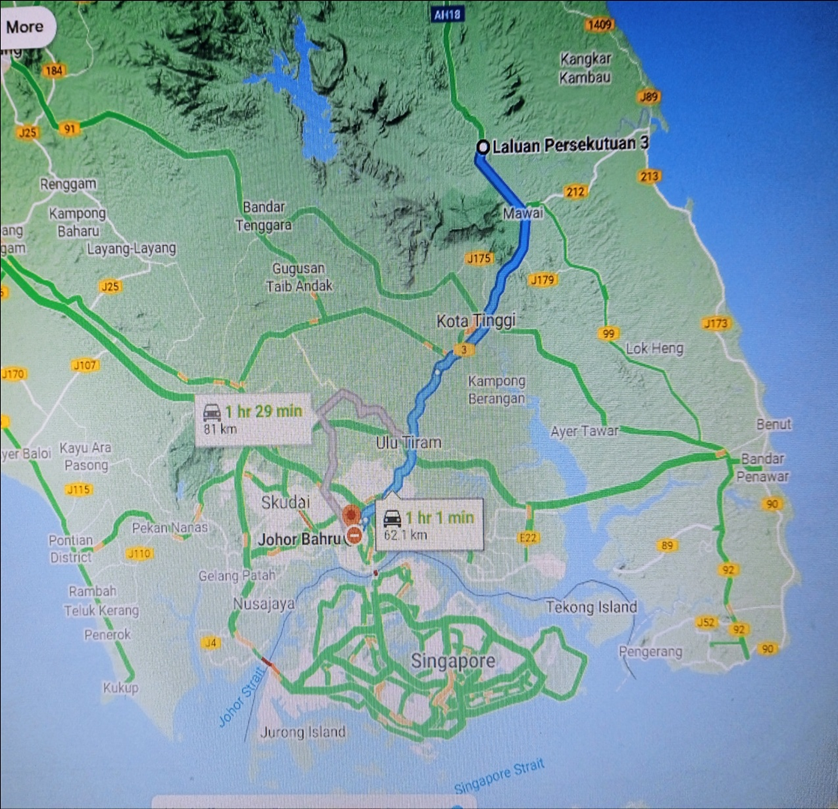 More
AH18
1409
Kangkar
Kambau
184
J89
J25
91
Laluan Persekutuan 3
213
212
Renggam
Mawai
Kampong
Baharu
Bandar
Tenggara
Layang-Layang
J175
Gugusan
Taib Andak
J179
J25
Kota Tinggi
J173
99
3
Lok Heng
J107
J170
Kampong
Berangan
1 hr 29 min
81 km
Ulu Tiram
Ayer Tawar
Benut
Kayu Ara
Pasong
Bandar
Penawar
J115
Skudai
90
1 hr 1 min
62.1 km
Pekan Nanas
Johor Bahru
E22
Pontian
District
J110
89
Gelang Patah
92
Rambah
Teluk Kerang
Nusajaya
Tekong Island
Penerok
J4
J52
92
90
Pengerang
Singapore
Kukup
Johor Strait
Jurong Island
Singapore Strait